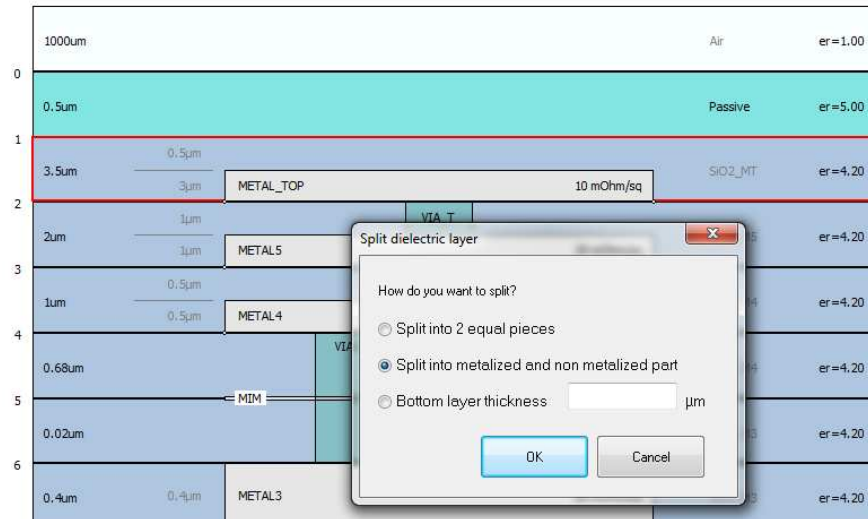 1000um Air er=1.00
0
0.5um Passive er=5.00
1
0.5µm
3.5um SiO2_MT er=4.20
3µm METAL_TOP 10 mOhm/sq
2
1µm VIA_T
2um er=4.20
1µm METAL5
3
0.5µm
1um er=4.20
0.5µm METAL4
4
0.68um er=4.20
5 MIM
0.02um er=4.20
6
0.4um 0.4µm METAL3 er=4.20
Split dielectric layer
How do you want to split?
Split into 2 equal pieces
Split into metalized and non metalized part
Bottom layer thickness µm
OK Cancel